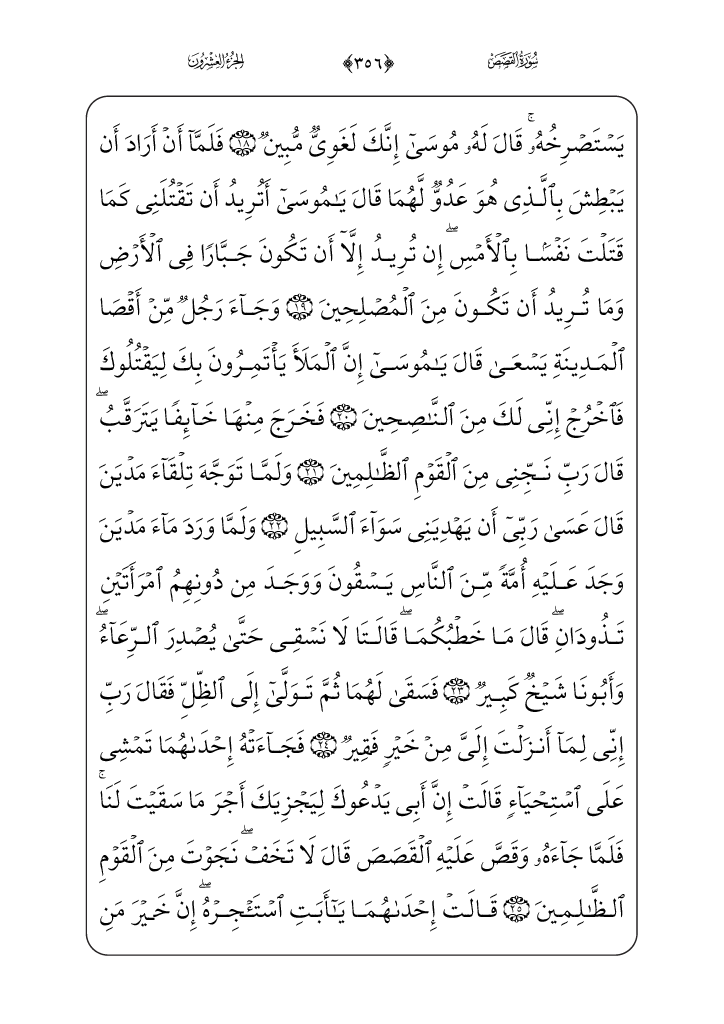 سُورَةُ القَصَصِ ﴿٣٥٦﴾ الجُزْءُ العِشْرُونَ
يَسْتَصْرِخُهُۥۚ قَالَ لَهُۥ مُوسَىٰٓ إِنَّكَ لَغَوِىٌّ مُّبِينٌ ١٨ فَلَمَّآ أَنْ أَرَادَ أَن
يَبْطِشَ بِٱلَّذِى هُوَ عَدُوٌّ لَّهُمَا قَالَ يَٰمُوسَىٰٓ أَتُرِيدُ أَن تَقْتُلَنِى كَمَا
قَتَلْتَ نَفْسًۢا بِٱلْأَمْسِۖ إِن تُرِيدُ إِلَّآ أَن تَكُونَ جَبَّارًا فِى ٱلْأَرْضِ
وَمَا تُرِيدُ أَن تَكُونَ مِنَ ٱلْمُصْلِحِينَ ١٩ وَجَآءَ رَجُلٌ مِّنْ أَقْصَا
ٱلْمَدِينَةِ يَسْعَىٰ قَالَ يَٰمُوسَىٰٓ إِنَّ ٱلْمَلَأَ يَأْتَمِرُونَ بِكَ لِيَقْتُلُوكَ
فَٱخْرُجْ إِنِّى لَكَ مِنَ ٱلنَّٰصِحِينَ ٢٠ فَخَرَجَ مِنْهَا خَآئِفًا يَتَرَقَّبُۖ
قَالَ رَبِّ نَجِّنِى مِنَ ٱلْقَوْمِ ٱلظَّٰلِمِينَ ٢١ وَلَمَّا تَوَجَّهَ تِلْقَآءَ مَدْيَنَ
قَالَ عَسَىٰ رَبِّىٓ أَن يَهْدِيَنِى سَوَآءَ ٱلسَّبِيلِ ٢٢ وَلَمَّا وَرَدَ مَآءَ مَدْيَنَ
وَجَدَ عَلَيْهِ أُمَّةً مِّنَ ٱلنَّاسِ يَسْقُونَ وَوَجَدَ مِن دُونِهِمُ ٱمْرَأَتَيْنِ
تَذُودَانِۖ قَالَ مَا خَطْبُكُمَاۖ قَالَتَا لَا نَسْقِى حَتَّىٰ يُصْدِرَ ٱلرِّعَآءُۖ
وَأَبُونَا شَيْخٌ كَبِيرٌ ٢٣ فَسَقَىٰ لَهُمَا ثُمَّ تَوَلَّىٰٓ إِلَى ٱلظِّلِّ فَقَالَ رَبِّ
إِنِّى لِمَآ أَنزَلْتَ إِلَىَّ مِنْ خَيْرٍ فَقِيرٌ ٢٤ فَجَآءَتْهُ إِحْدَىٰهُمَا تَمْشِى
عَلَى ٱسْتِحْيَآءٍ قَالَتْ إِنَّ أَبِى يَدْعُوكَ لِيَجْزِيَكَ أَجْرَ مَا سَقَيْتَ لَنَاۚ
فَلَمَّا جَآءَهُۥ وَقَصَّ عَلَيْهِ ٱلْقَصَصَ قَالَ لَا تَخَفْۖ نَجَوْتَ مِنَ ٱلْقَوْمِ
ٱلظَّٰلِمِينَ ٢٥ قَالَتْ إِحْدَىٰهُمَا يَٰٓأَبَتِ ٱسْتَـْٔجِرْهُۖ إِنَّ خَيْرَ مَنِ